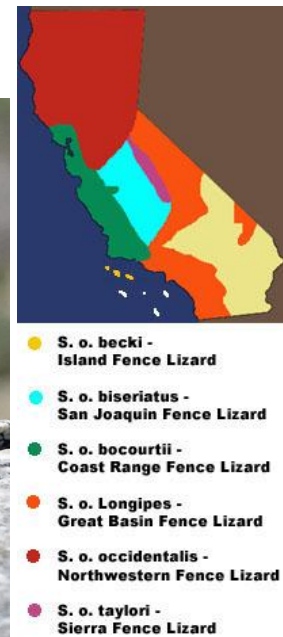 S. o. becki -
Island Fence Lizard
S. o. biseriatus -
San Joaquin Fence Lizard
S. o. bocourtii -
Coast Range Fence Lizard
S. o. Longipes -
Great Basin Fence Lizard
S. o. occidentalis -
Northwestern Fence Lizard
S. o. taylori -
Sierra Fence Lizard